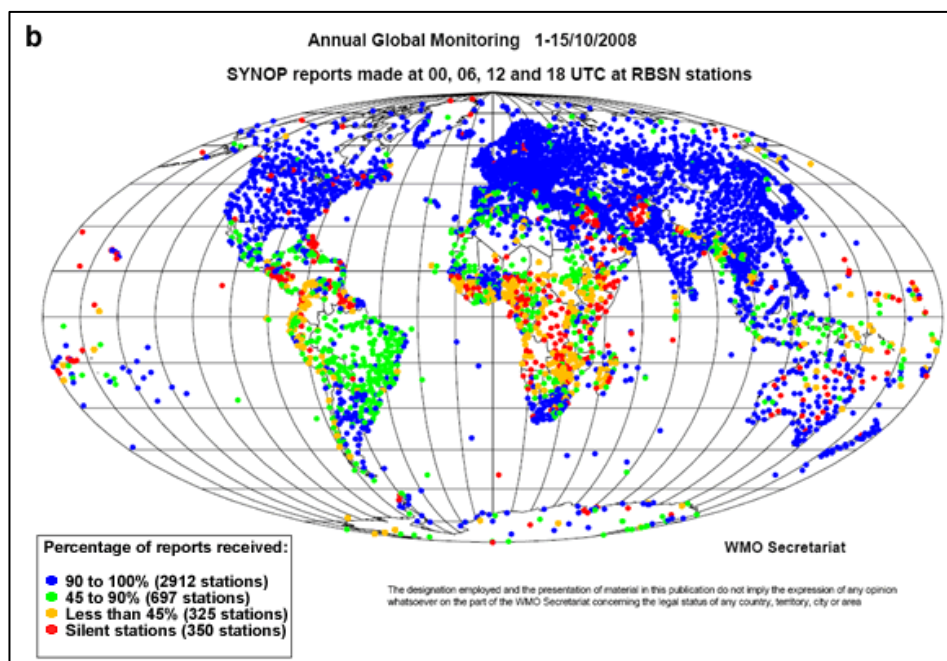 b
Annual Global Monitoring 1-15/10/2008
SYNOP reports made at 00, 06, 12 and 18 UTC at RBSN stations
WMO Secretariat
Percentage of reports received:
90 to 100% (2912 stations)
45 to 90% (697 stations)
Less than 45% (325 stations)
Silent stations (350 stations)
The designation employed and the presentation of material in this publication do not imply the expression of any opinion
whatsoever on the part of the WMO Secretariat concerning the legal status of any country, territory, city or area